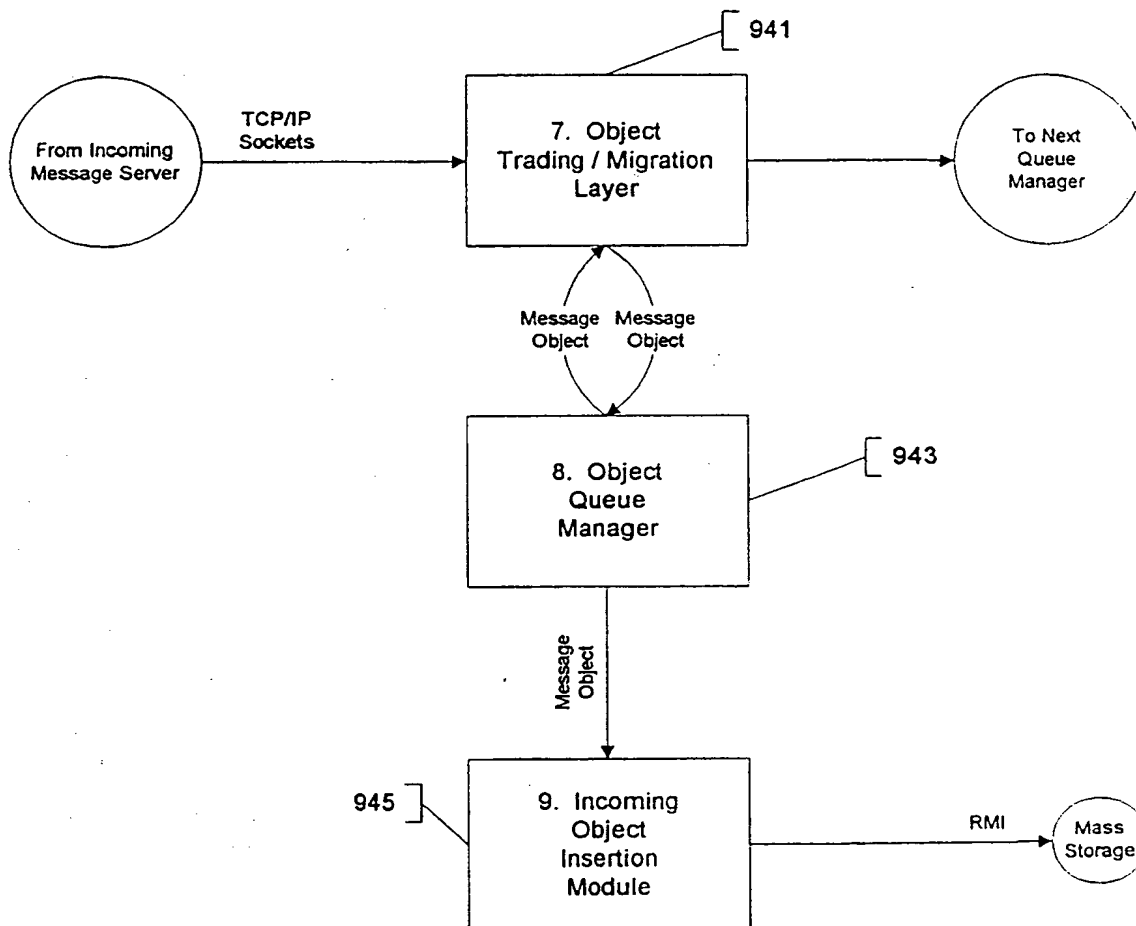 941
TCP/IP
Sockets
From Incoming
Message Server
7. Object
Trading / Migration
Layer
To Next
Queue
Manager
Message
Object
Message
Object
8. Object
Queue
Manager
943
Message
Object
945
9. Incoming
Object
Insertion
Module
RMI
Mass
Storage